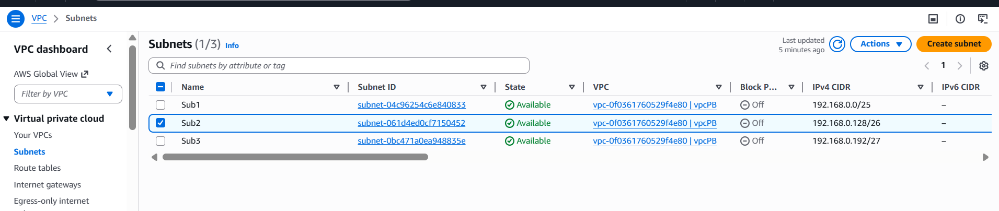 VPC > Subnets
VPC dashboard
AWS Global View
Filter by VPC
Virtual private cloud
Your VPCs
Subnets
Route tables
Internet gateways
Egress-only internet
Subnets (1/3) Info
Last updated
5 minutes ago
Actions
Create subnet
Find subnets by attribute or tag
1
Name Subnet ID State VPC Block P... IPv4 CIDR IPv6 CIDR
Sub1 subnet-04c96254c6e840833 Available vpc-0f0361760529f4e80 | vpcPB Off 192.168.0.0/25 –
Sub2 subnet-061d4ed0cf7150452 Available vpc-0f0361760529f4e80 | vpcPB Off 192.168.0.128/26 –
Sub3 subnet-0bc471a0ea948835e Available vpc-0f0361760529f4e80 | vpcPB Off 192.168.0.192/27 –